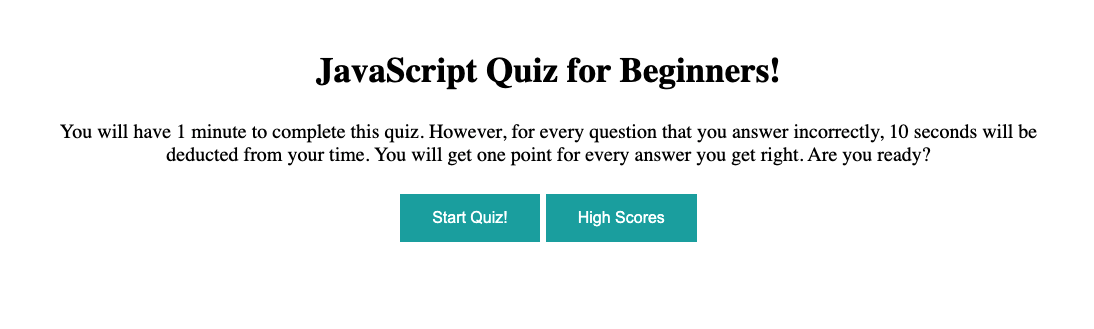 JavaScript Quiz for Beginners!
You will have 1 minute to complete this quiz. However, for every question that you answer incorrectly, 10 seconds will be
deducted from your time. You will get one point for every answer you get right. Are you ready?
Start Quiz!
High Scores